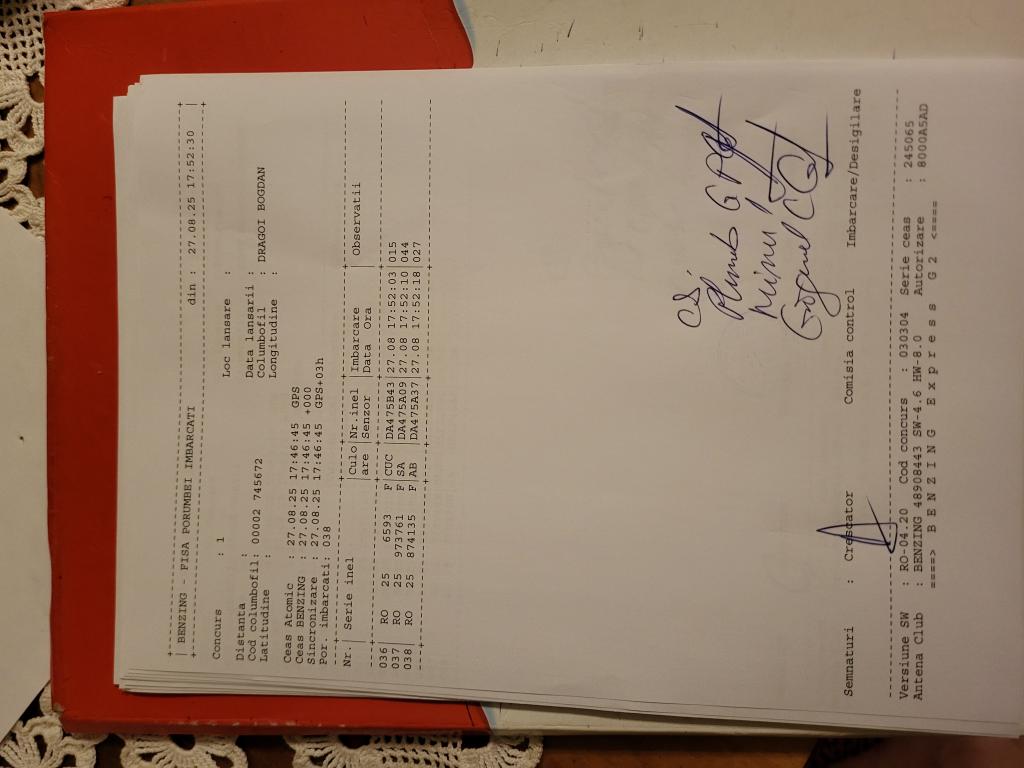 +-----------------------------------------------------------------------+
| BENZING - FISA PORUMBEI IMBARCATI din : 27.08.25 17:52:30 |
+-----------------------------------------------------------------------+
Concurs : 1 Loc lansare :
Distanta : Data lansarii :
Cod columbofil: 00002 745672 Columbofil : DRAGOI BOGDAN
Latitudine : Longitudine :
Ceas Atomic : 27.08.25 17:46:45 GPS
Ceas BENZING : 27.08.25 17:46:45 +000
Sincronizare : 27.08.25 17:46:45 GPS+03h
Por. imbarcati: 038
Nr.| Serie inel |Culo|Nr.inel |Imbarcare | Observatii
|are |Senzor |Data Ora |
036| RO 25 6593 F|CUC |DA475B43|27.08 17:52:03|015
037| RO 25 973761 F|SA |DA475A09|27.08 17:52:10|044
038| RO 25 874135 F|AB |DA475A37|27.08 17:52:18|027
Semnaturi : Crescator Comisia control Imbarcare/Desigilare
Versiune SW : RO-04.20 Cod concurs : 030304 Serie ceas : 245065
Antena Club : BENZING 48908443 SW-4.6 HW-8.0 Autorizare : 8000A5AD
====> B E N Z I N G E x p r e s s G 2 <====